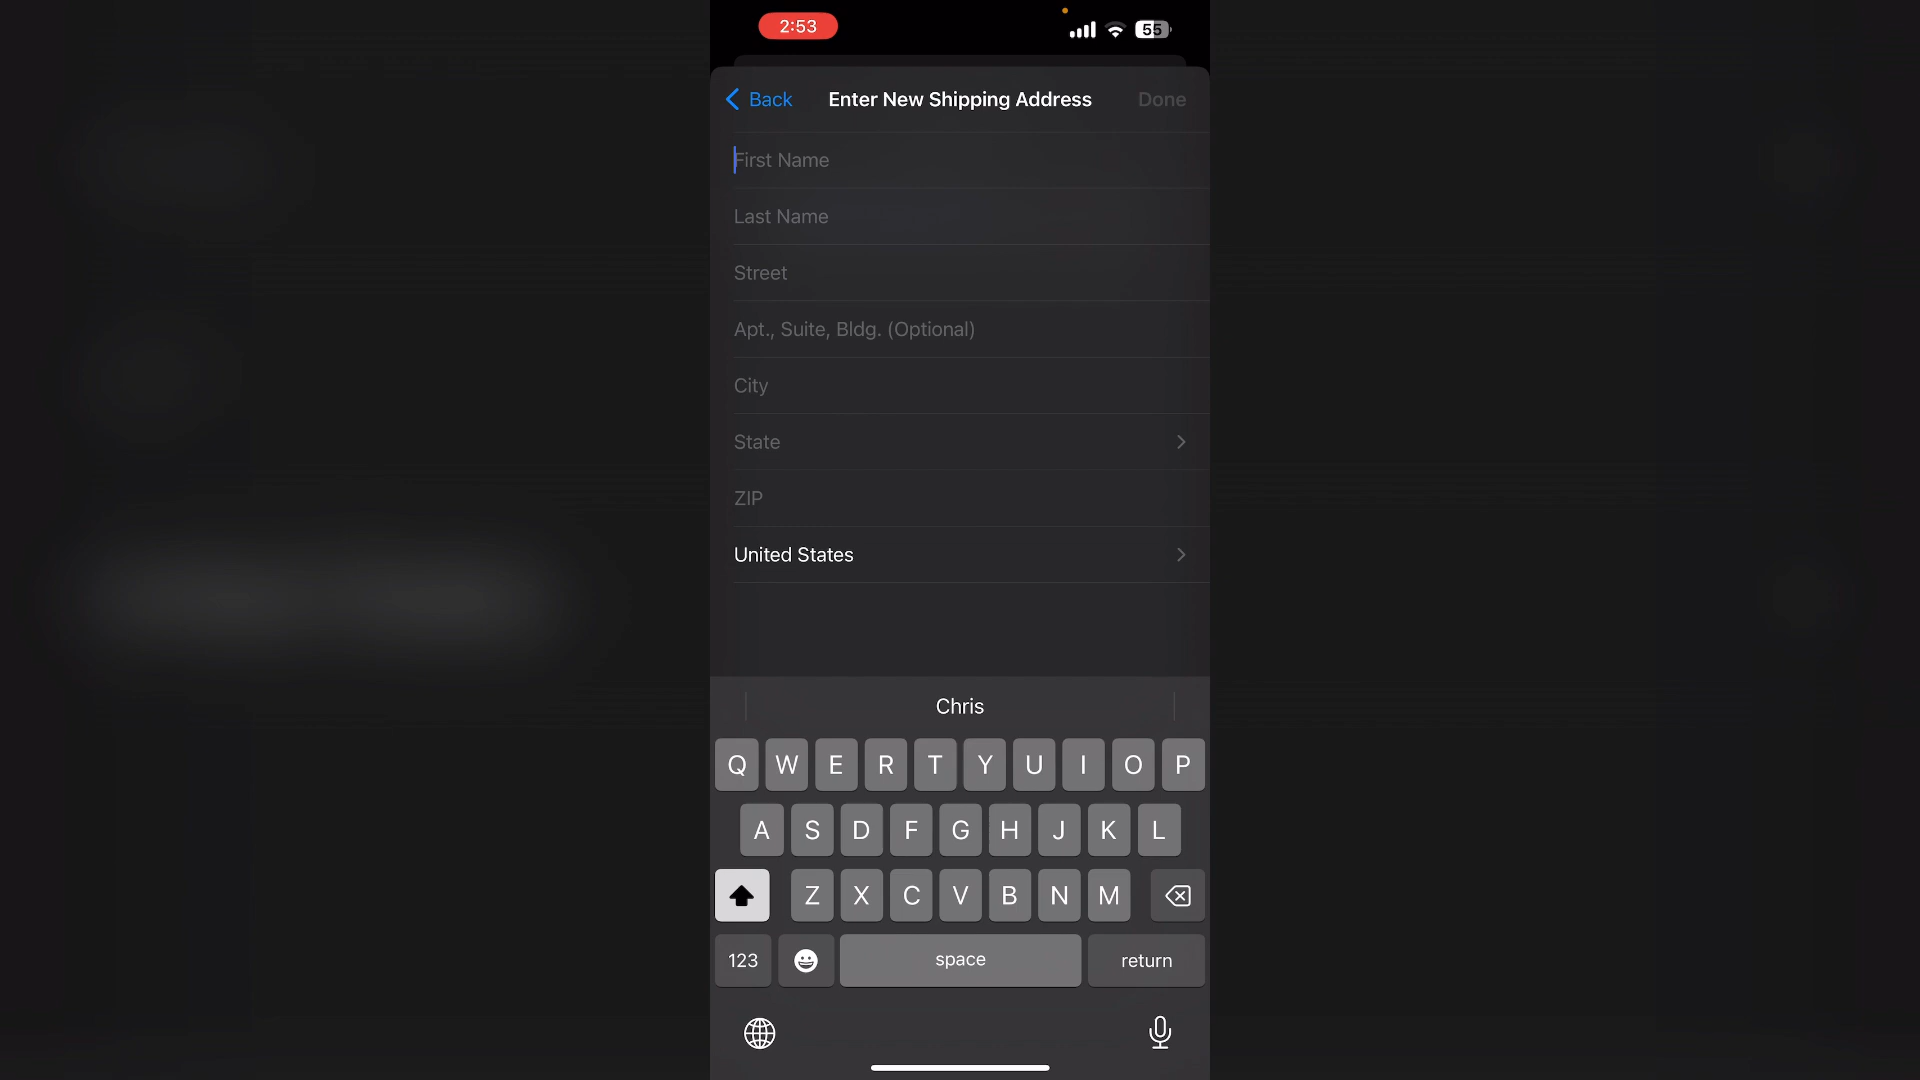 2:53
55
Back
Enter New Shipping Address
Done
First Name
Last Name
Street
Apt., Suite, Bldg. (Optional)
City
State
ZIP
United States
Chris
Q W E R T Y U I O P
A S D F G H J K L
Z X C V B N M
123
space
return